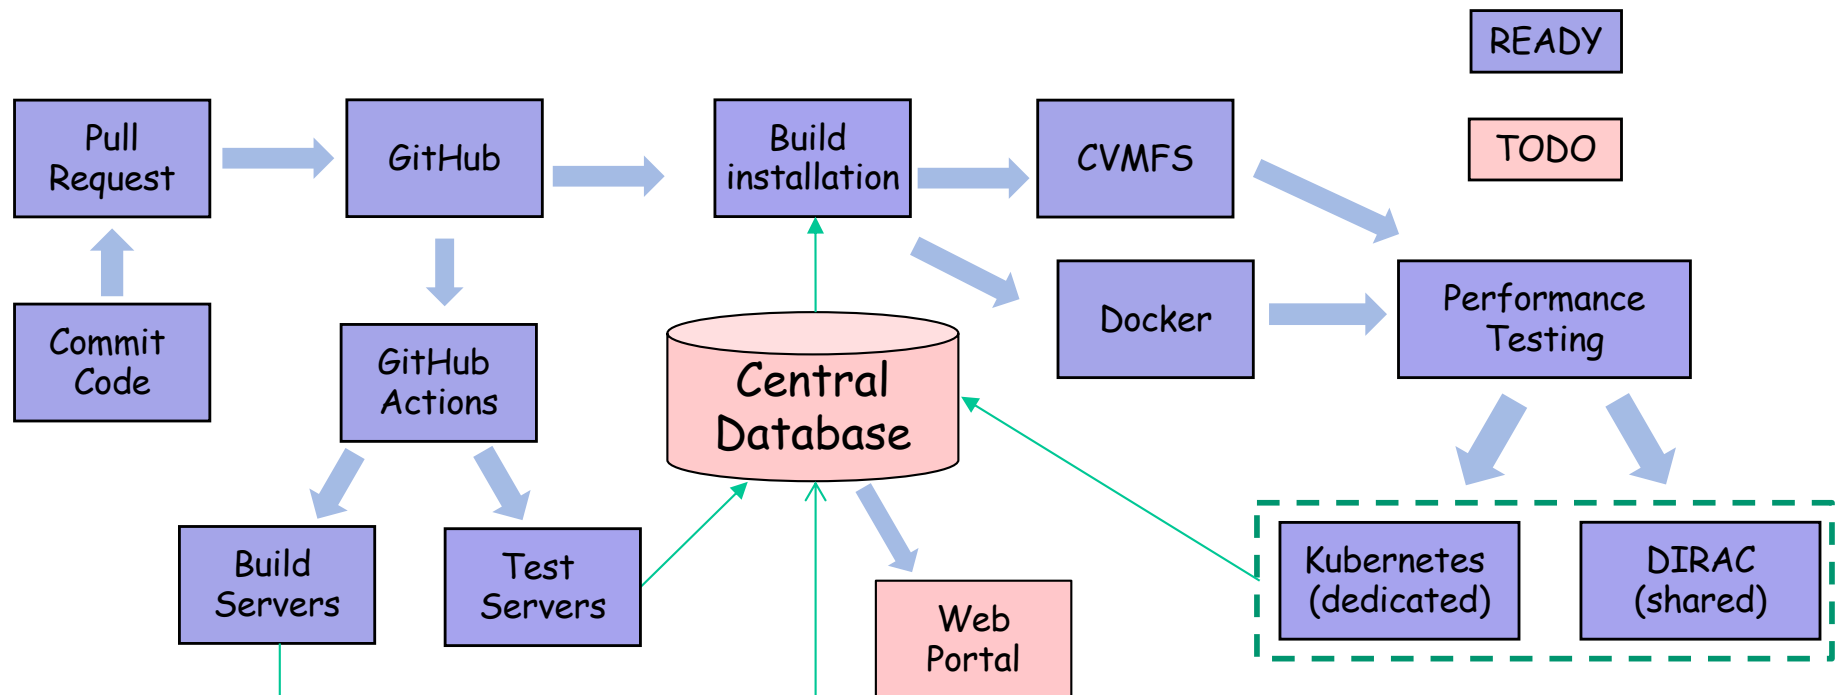 READY
TODO
Pull
Request
GitHub
Build
installation
CVMFS
Commit
Code
GitHub
Actions
Central
Database
Docker
Performance
Testing
Build
Servers
Test
Servers
Web
Portal
Kubernetes
(dedicated)
DIRAC
(shared)